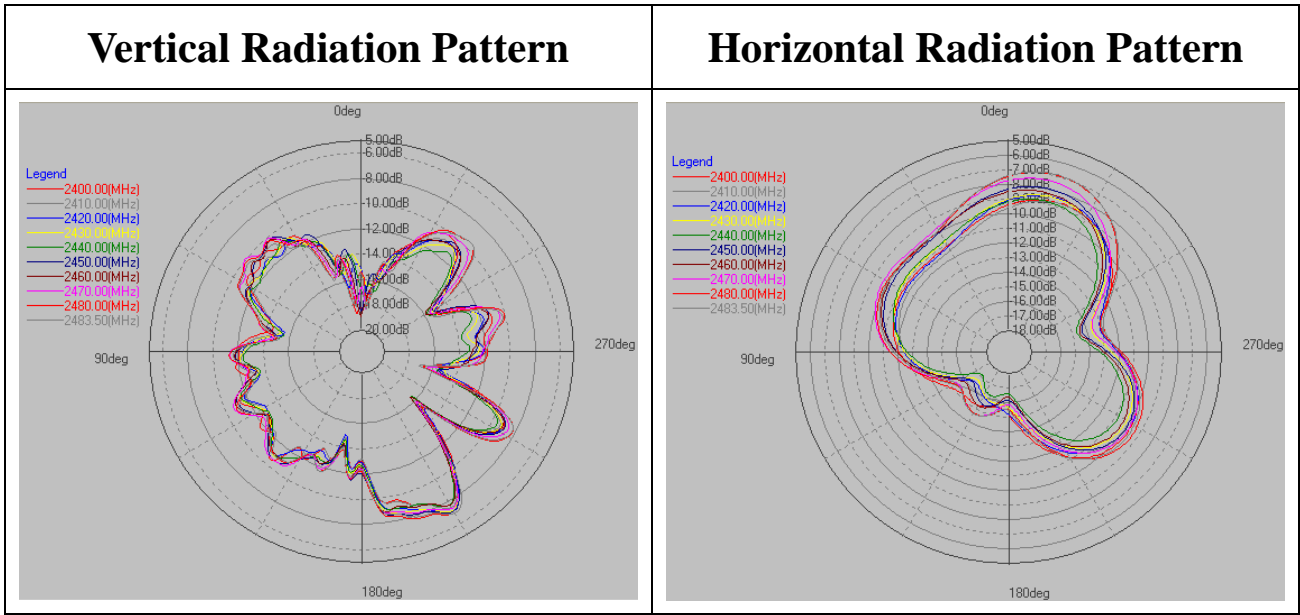 Vertical Radiation Pattern
0deg
Legend
2400.00(MHz)
2410.00(MHz)
2420.00(MHz)
2430.00(MHz)
2440.00(MHz)
2450.00(MHz)
2460.00(MHz)
2470.00(MHz)
2480.00(MHz)
2483.50(MHz)
-5.00dB
-6.00dB
-8.00dB
-10.00dB
-12.00dB
-14.00dB
-16.00dB
-18.00dB
-20.00dB
90deg
270deg
180deg
Horizontal Radiation Pattern
0deg
Legend
2400.00(MHz)
2410.00(MHz)
2420.00(MHz)
2430.00(MHz)
2440.00(MHz)
2450.00(MHz)
2460.00(MHz)
2470.00(MHz)
2480.00(MHz)
2483.50(MHz)
-5.00dB
-6.00dB
-7.00dB
-8.00dB
-10.00dB
-11.00dB
-12.00dB
-13.00dB
-14.00dB
-15.00dB
-16.00dB
-17.00dB
-18.00dB
90deg
270deg
180deg